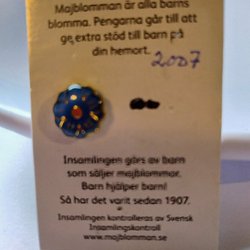 Majblomman är alla barns
blomma. Pengarna går till att
ge extra stöd till barn på
din hemort.
2007
Insamlingen görs av barn
som säljer majblommor.
Barn hjälper barn!
Så har det varit sedan 1907.
Insamlingen kontrolleras av Svensk
Insamlingskontroll
www.majblomman.se